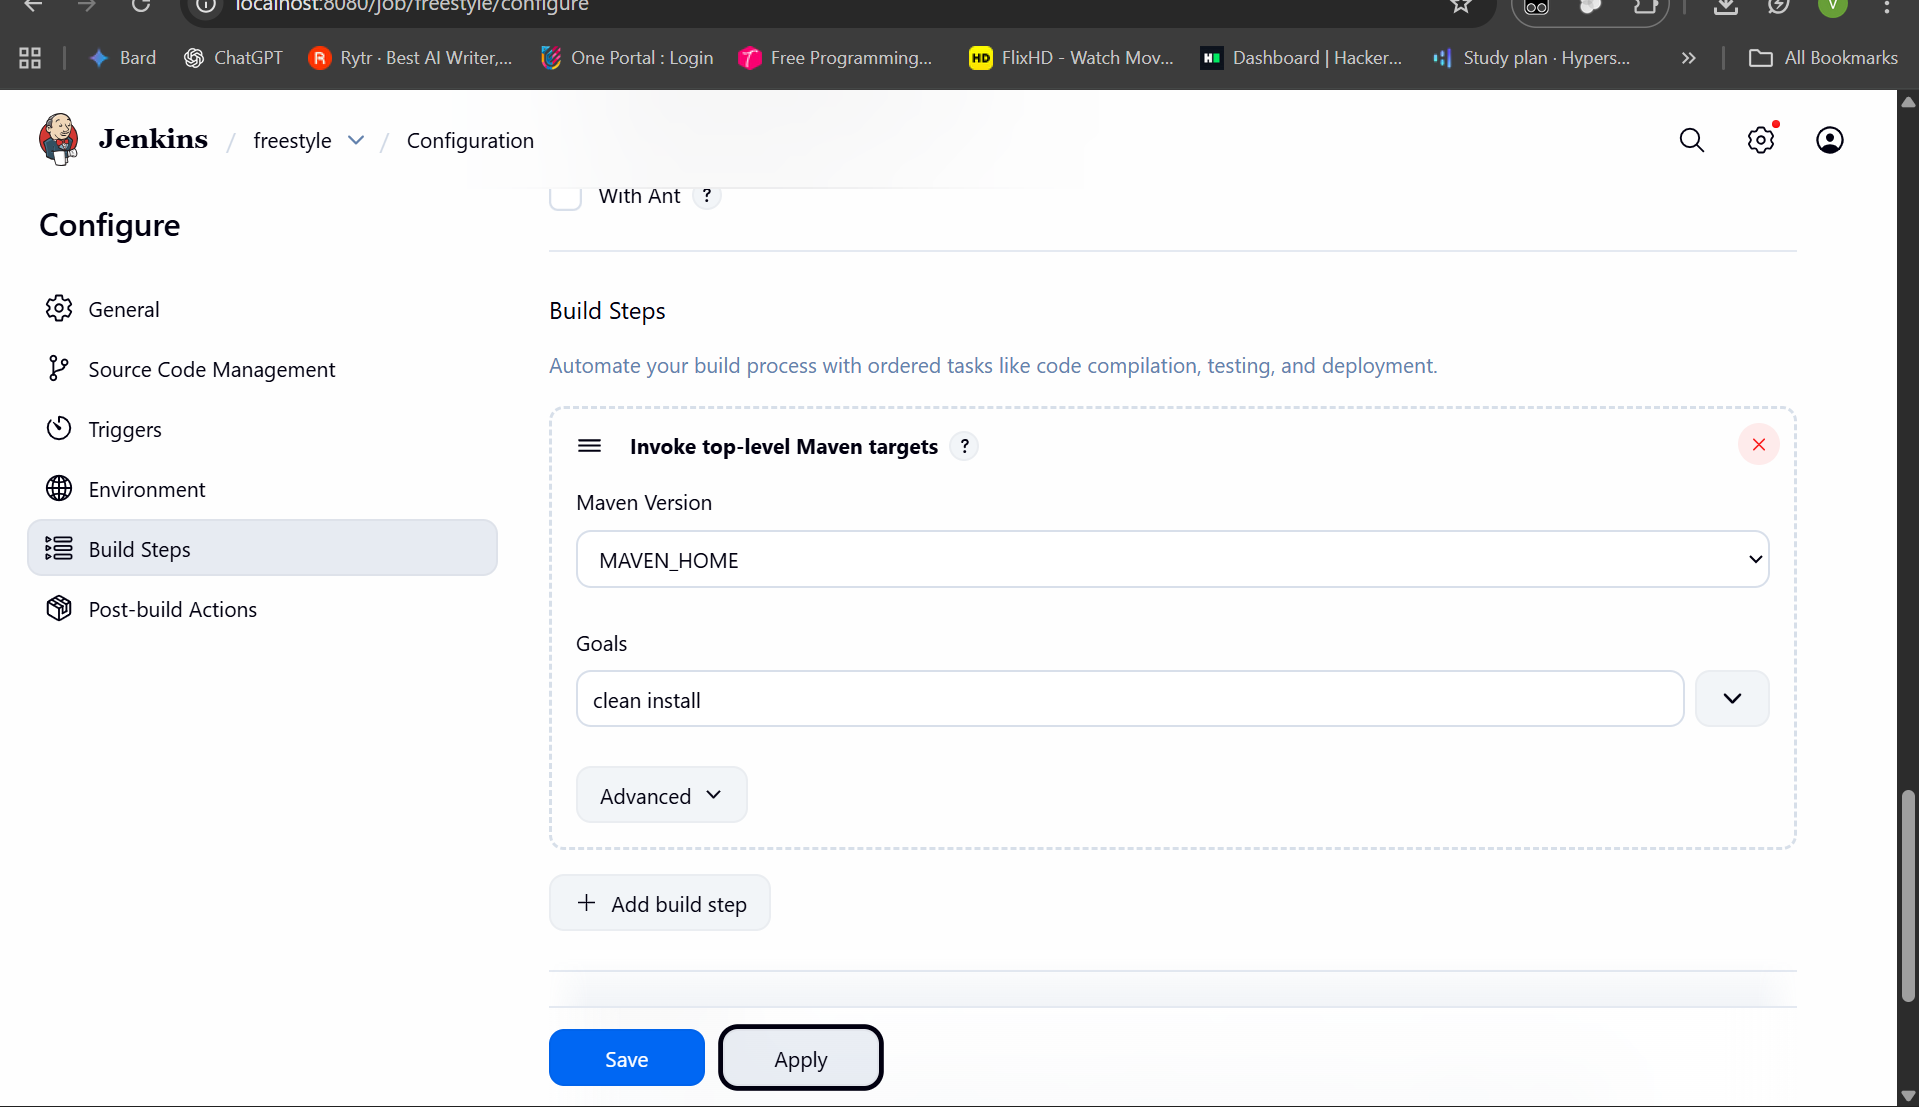 localhost:8080/job/freestyle/configure
V
Bard
ChatGPT
Rytr · Best AI Writer,...
One Portal : Login
Free Programming...
HD FlixHD - Watch Mov...
H Dashboard | Hacker...
Study plan · Hypers...
»
All Bookmarks
Jenkins / freestyle / Configuration
With Ant ?
Configure
General
Source Code Management
Triggers
Environment
Build Steps
Post-build Actions
Build Steps
Automate your build process with ordered tasks like code compilation, testing, and deployment.
Invoke top-level Maven targets ?
Maven Version
MAVEN_HOME
Goals
clean install
Advanced
+ Add build step
Save
Apply